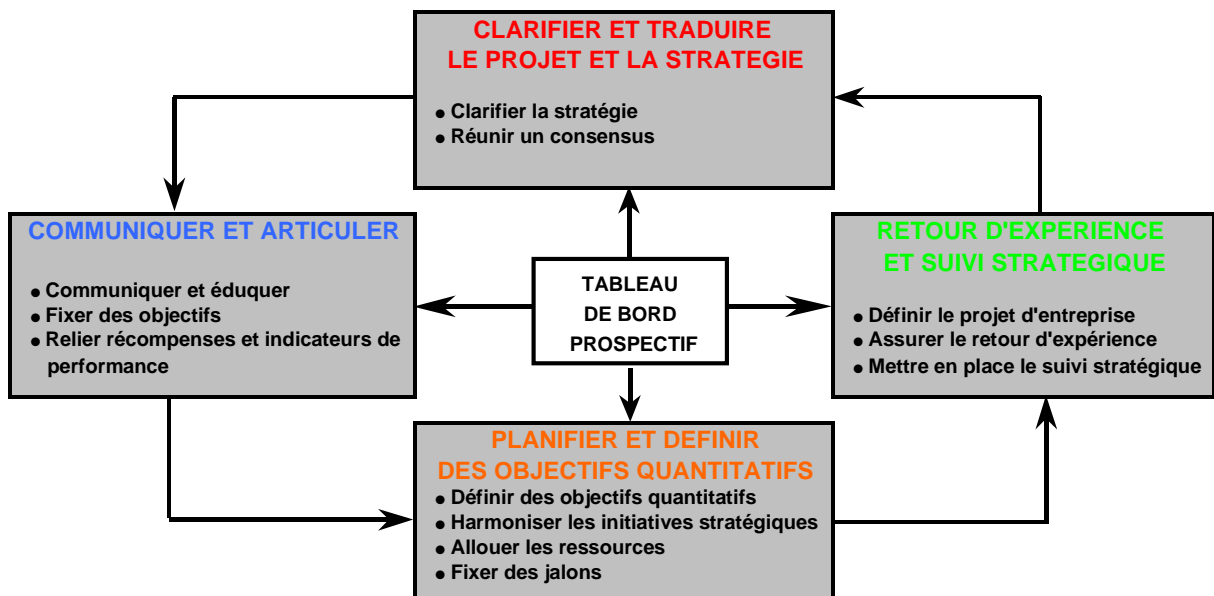 CLARIFIER ET TRADUIRE
LE PROJET ET LA STRATEGIE
● Clarifier la stratégie
● Réunir un consensus
COMMUNIQUER ET ARTICULER
● Communiquer et éduquer
● Fixer des objectifs
● Relier récompenses et indicateurs de
performance
TABLEAU
DE BORD
PROSPECTIF
RETOUR D'EXPERIENCE
ET SUIVI STRATEGIQUE
● Définir le projet d'entreprise
● Assurer le retour d'expérience
● Mettre en place le suivi stratégique
PLANIFIER ET DEFINIR
DES OBJECTIFS QUANTITATIFS
● Définir des objectifs quantitatifs
● Harmoniser les initiatives stratégiques
● Allouer les ressources
● Fixer des jalons